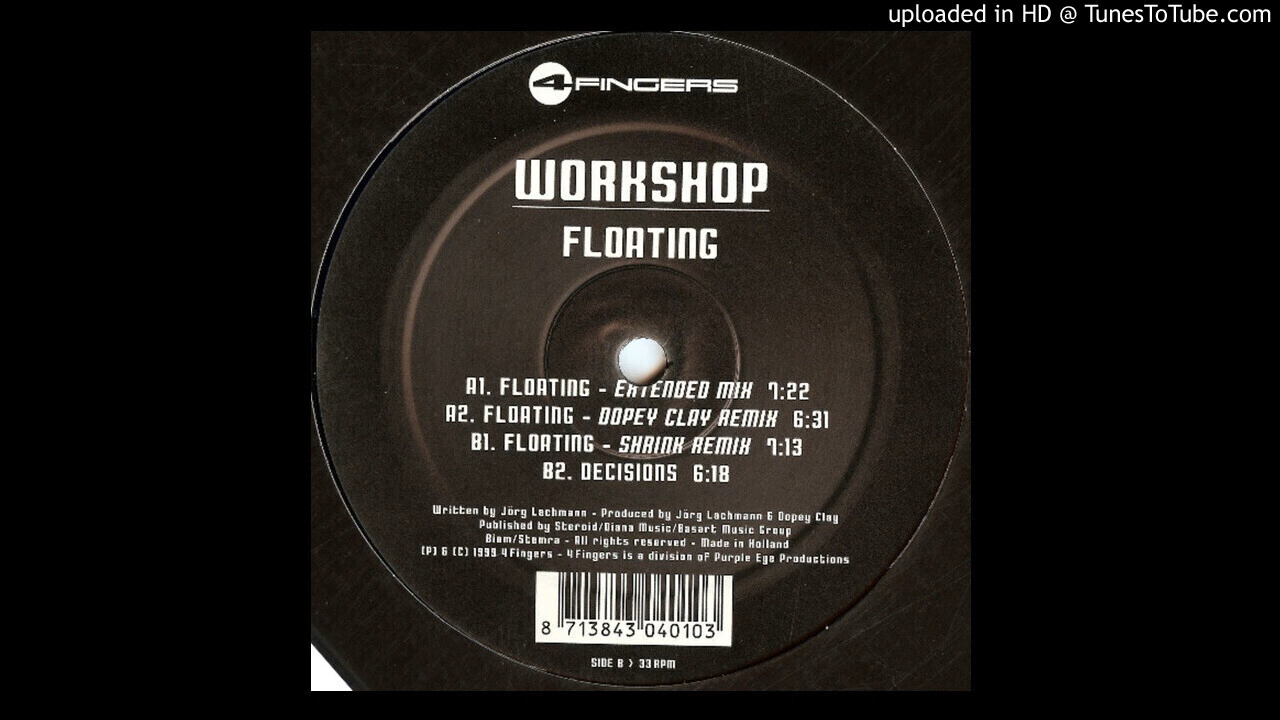 uploaded in HD @ TunesToTube.com
4 FINGERS
WORKSHOP
FLOATING
A1. FLOATING - EXTENDED MIX 7:22
A2. FLOATING - DOPEY CLAY REMIX 6:31
B1. FLOATING - SHRINK REMIX 7:13
B2. DECISIONS 6:18
Written by Jörg Lachmann - Produced by Jörg Lachmann & Dopey Clay
Published by Steroid/Diana Music/Basart Music Group
Biem/Stemra - All rights reserved - Made in Holland
(P) & (C) 1999 4Fingers - 4Fingers is a division of Purple Eye Productions
8 713843 040103
SIDE B > 33 RPM